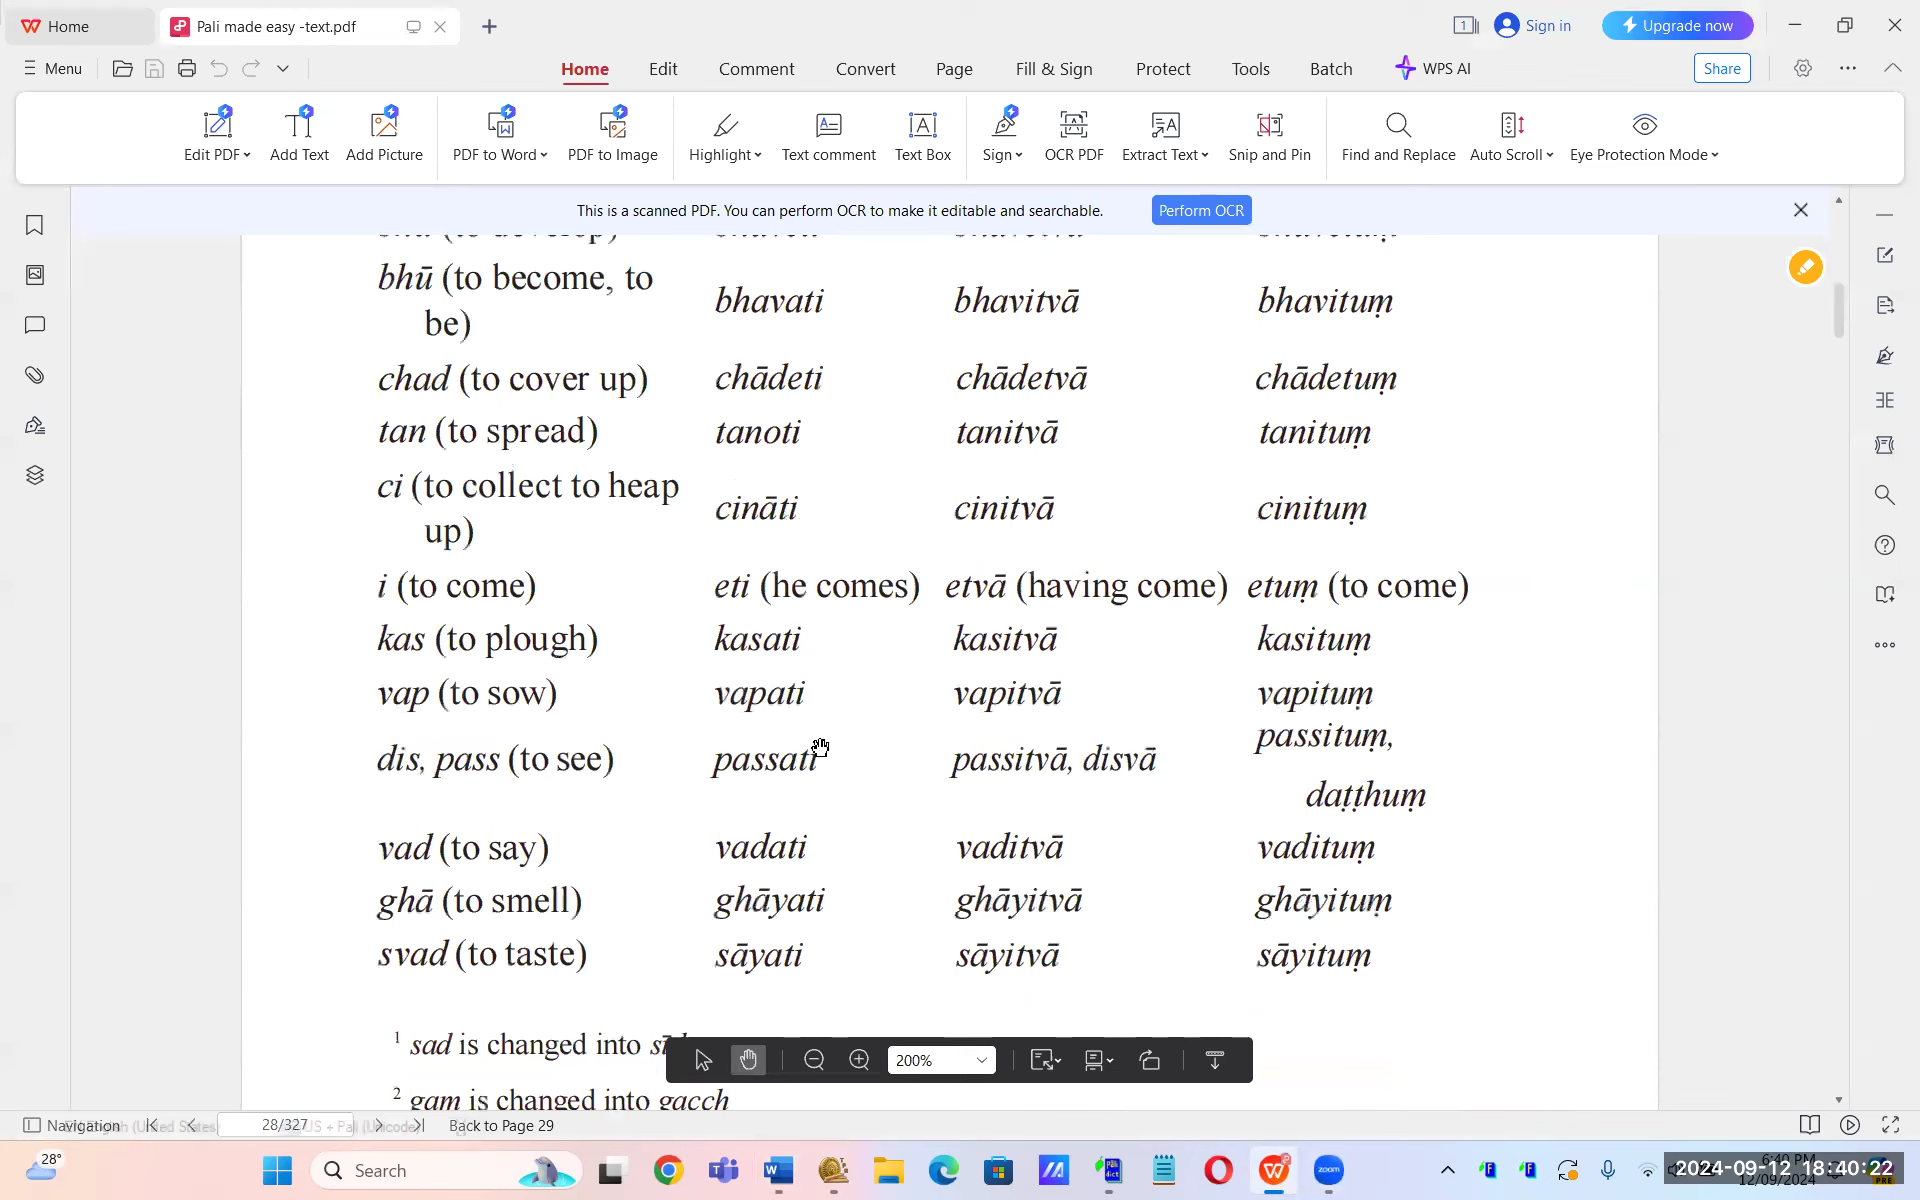 Home
Pali made easy -text.pdf
Sign in
Upgrade now
Menu
Home Edit Comment Convert Page Fill & Sign Protect Tools Batch WPS AI
Share
Edit PDF Add Text Add Picture PDF to Word PDF to Image Highlight Text comment Text Box Sign OCR PDF Extract Text Snip and Pin Find and Replace Auto Scroll Eye Protection Mode
This is a scanned PDF. You can perform OCR to make it editable and searchable. Perform OCR
bhū (to become, to be) bhavati bhavitvā bhavituṃ
chad (to cover up) chādeti chādetvā chādetuṃ
tan (to spread) tanoti tanitvā tanituṃ
ci (to collect to heap up) cināti cinitvā cinituṃ
i (to come) eti (he comes) etvā (having come) etuṃ (to come)
kas (to plough) kasati kasitvā kasituṃ
vap (to sow) vapati vapitvā vapituṃ
dis, pass (to see) passati passitvā, disvā passituṃ, daṭṭhuṃ
vad (to say) vadati vaditvā vadituṃ
ghā (to smell) ghāyati ghāyitvā ghāyituṃ
svad (to taste) sāyati sāyitvā sāyituṃ
1 sad is changed into
2 gam is changed into gacch
200%
Navigation 28/327 Back to Page 29
28°
Search
zoom
2024-09-12 18:40:22
12/09/2024